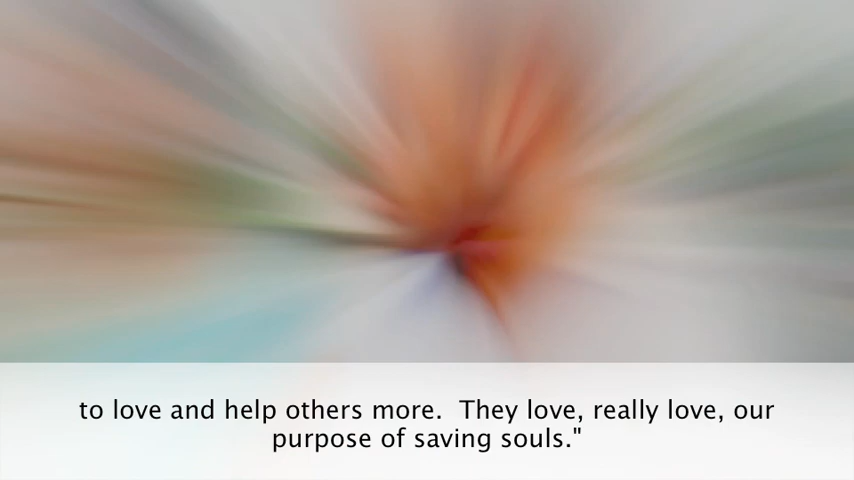 to love and help others more.  They love, really love, our
purpose of saving souls."